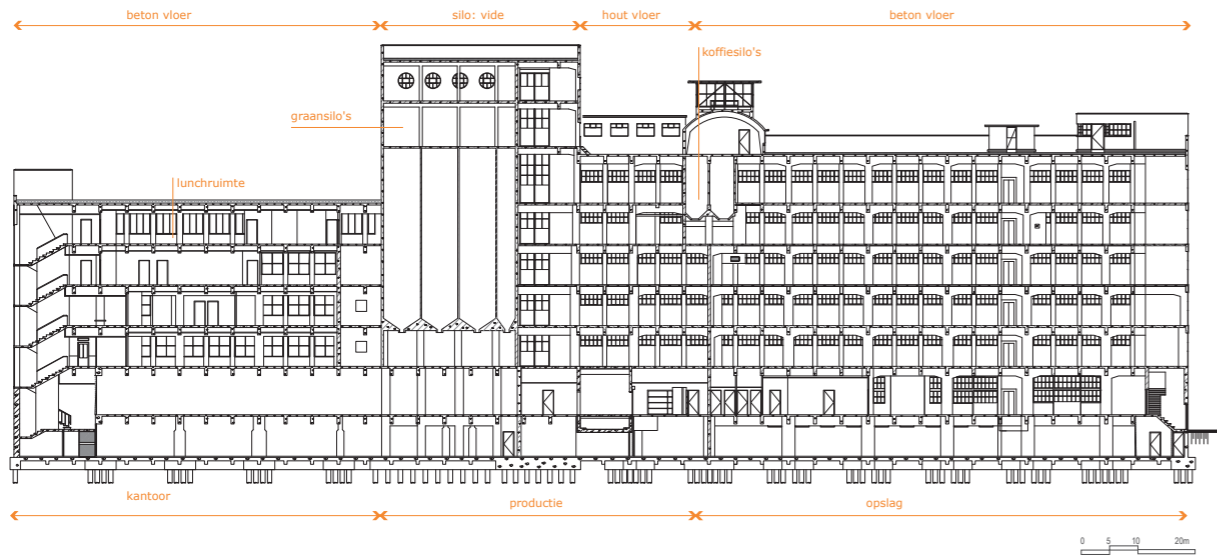 beton vloer silo: vide hout vloer beton vloer
koffiesilo's
graansilo's
lunchruimte
kantoor productie opslag
0 5 10 20m